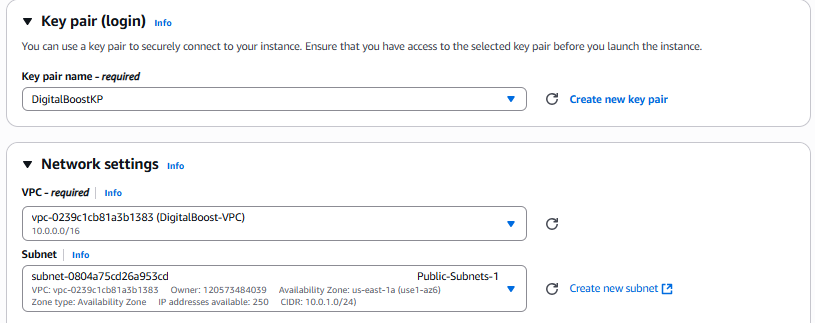 Key pair (login) Info
You can use a key pair to securely connect to your instance. Ensure that you have access to the selected key pair before you launch the instance.
Key pair name - required
DigitalBoostKP
Create new key pair
Network settings Info
VPC - required Info
vpc-0239c1cb81a3b1383 (DigitalBoost-VPC)
10.0.0.0/16
Subnet Info
subnet-0804a75cd26a953cd Public-Subnets-1
VPC: vpc-0239c1cb81a3b1383 Owner: 120573484039 Availability Zone: us-east-1a (use1-az6)
Zone type: Availability Zone IP addresses available: 250 CIDR: 10.0.1.0/24)
Create new subnet